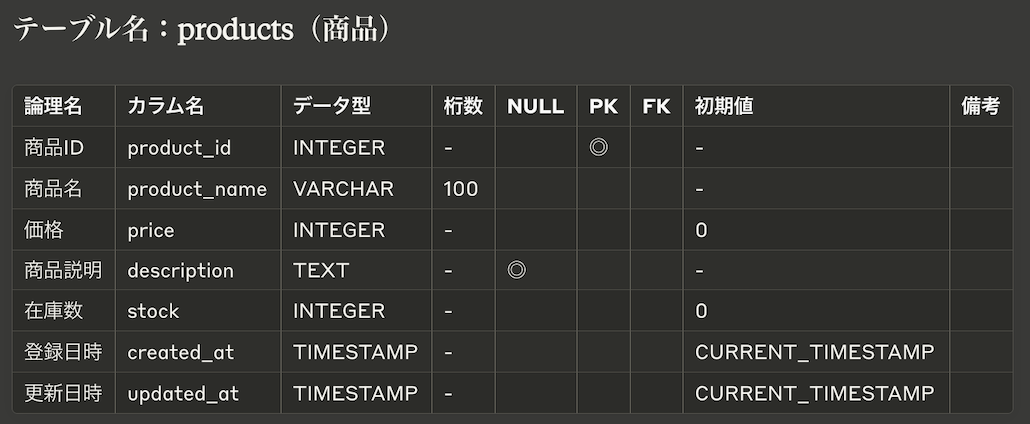 テーブル名：products（商品）
論理名 カラム名 データ型 桁数 NULL PK FK 初期値 備考
商品ID product_id INTEGER - ◎ -
商品名 product_name VARCHAR 100 -
価格 price INTEGER - 0
商品説明 description TEXT - ◎ -
在庫数 stock INTEGER - 0
登録日時 created_at TIMESTAMP - CURRENT_TIMESTAMP
更新日時 updated_at TIMESTAMP - CURRENT_TIMESTAMP